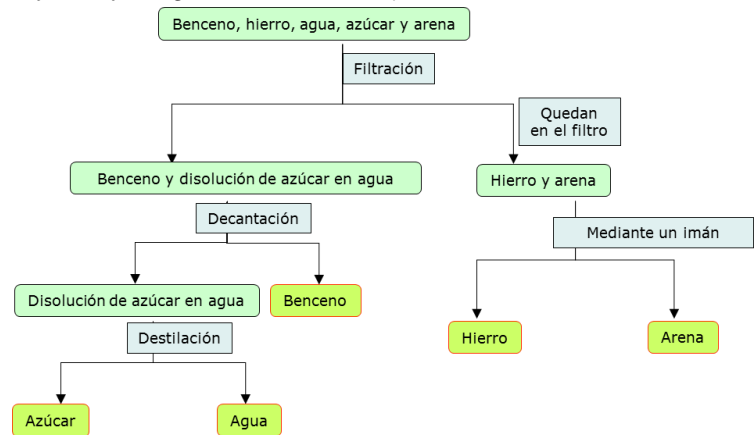 Benceno, hierro, agua, azúcar y arena
Filtración
Quedan
en el filtro
Benceno y disolución de azúcar en agua
Hierro y arena
Decantación
Mediante un imán
Disolución de azúcar en agua
Benceno
Destilación
Hierro
Arena
Azúcar
Agua